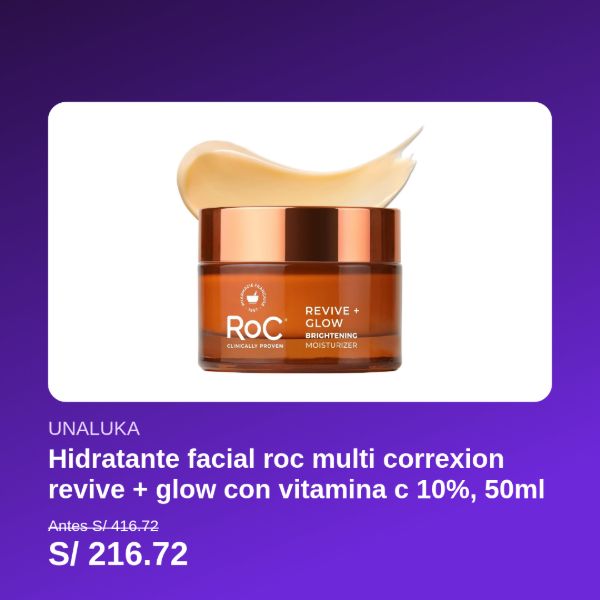 RoC
CLINICALLY PROVEN
REVIVE +
GLOW
BRIGHTENING
MOISTURIZER
UNALUKA
Hidratante facial roc multi correxion
revive + glow con vitamina c 10%, 50ml
Antes S/ 416.72
S/ 216.72